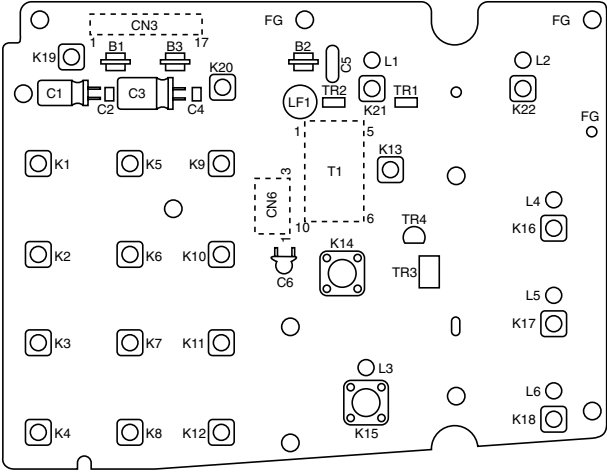 CN3
FG
FG
1
17
B1
B3
B2
K19
K20
C5
L1
L2
C1
C2
C3
C4
LF1
TR2
K21
TR1
K22
FG
1
5
K1
K5
K9
3
T1
K13
CN6
L4
10
6
TR4
K16
1
K14
K2
K6
K10
C6
TR3
L5
K17
K3
K7
K11
L3
L6
K4
K8
K12
K15
K18